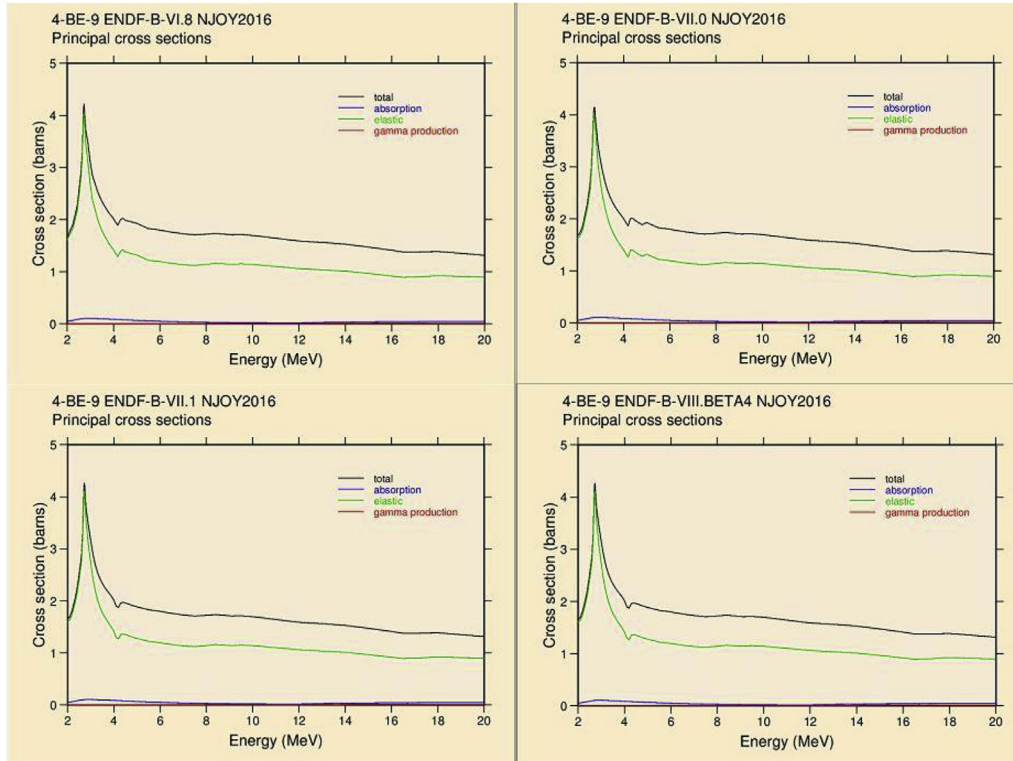 4-BE-9 ENDF-B-VI.8 NJOY2016
Principal cross sections
5
4
3
2
1
0
Cross section (barns)
total
absorption
elastic
gamma production
2 4 6 8 10 12 14 16 18 20
Energy (MeV)
4-BE-9 ENDF-B-VII.0 NJOY2016
Principal cross sections
5
4
3
2
1
0
Cross section (barns)
total
absorption
elastic
gamma production
2 4 6 8 10 12 14 16 18 20
Energy (MeV)
4-BE-9 ENDF-B-VII.1 NJOY2016
Principal cross sections
5
4
3
2
1
0
Cross section (barns)
total
absorption
elastic
gamma production
2 4 6 8 10 12 14 16 18 20
Energy (MeV)
4-BE-9 ENDF-B-VIII.BETA4 NJOY2016
Principal cross sections
5
4
3
2
1
0
Cross section (barns)
total
absorption
elastic
gamma production
2 4 6 8 10 12 14 16 18 20
Energy (MeV)